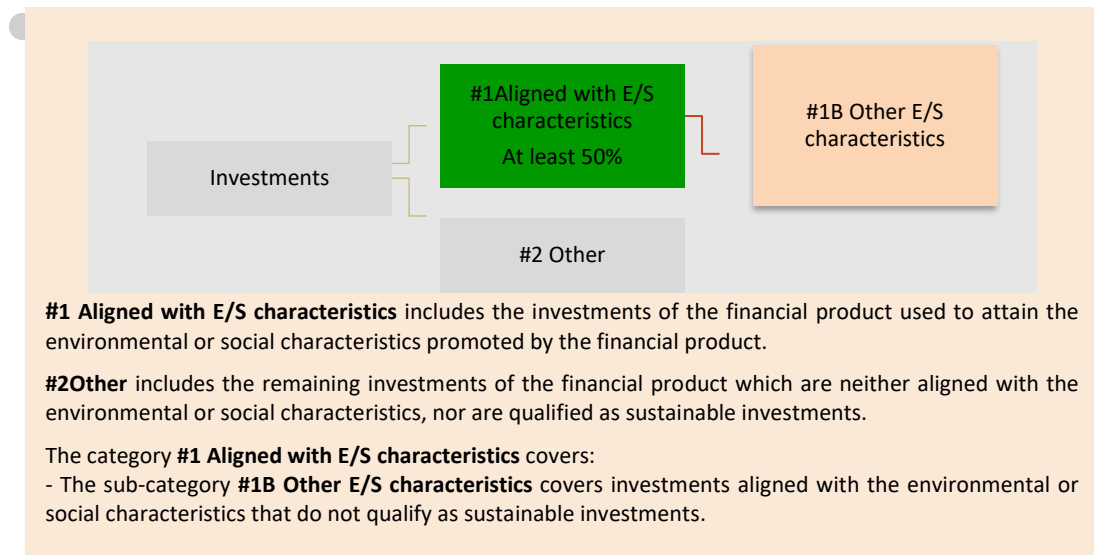 #1Aligned with E/S
characteristics
At least 50%
#1B Other E/S
characteristics
Investments
#2 Other
#1 Aligned with E/S characteristics includes the investments of the financial product used to attain the
environmental or social characteristics promoted by the financial product.
#2Other includes the remaining investments of the financial product which are neither aligned with the
environmental or social characteristics, nor are qualified as sustainable investments.
The category #1 Aligned with E/S characteristics covers:
- The sub-category #1B Other E/S characteristics covers investments aligned with the environmental or
social characteristics that do not qualify as sustainable investments.